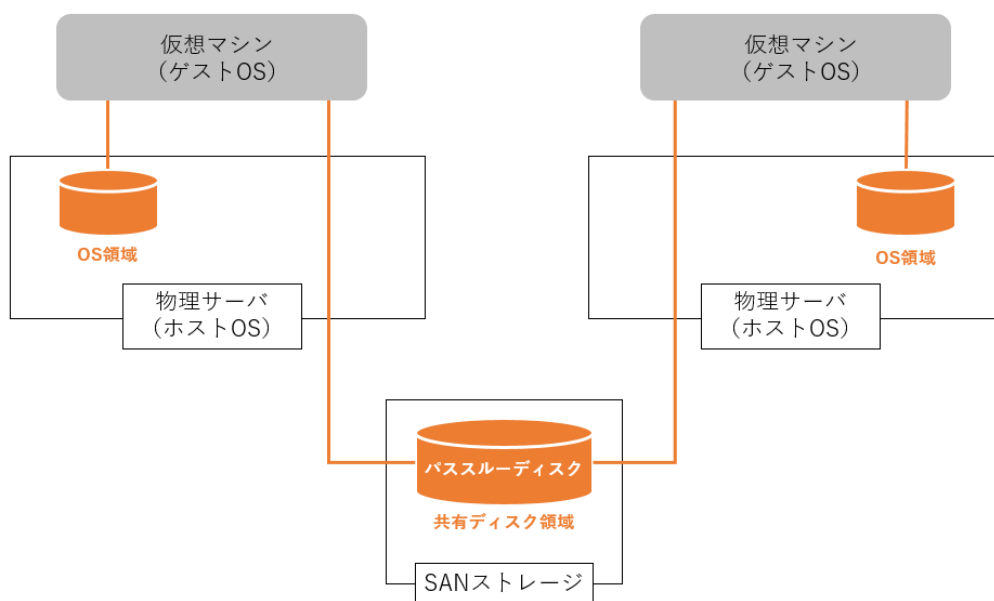 仮想マシン
（ゲストOS）
仮想マシン
（ゲストOS）
OS領域
OS領域
物理サーバ
（ホストOS）
物理サーバ
（ホストOS）
パススルーディスク
共有ディスク領域
SANストレージ